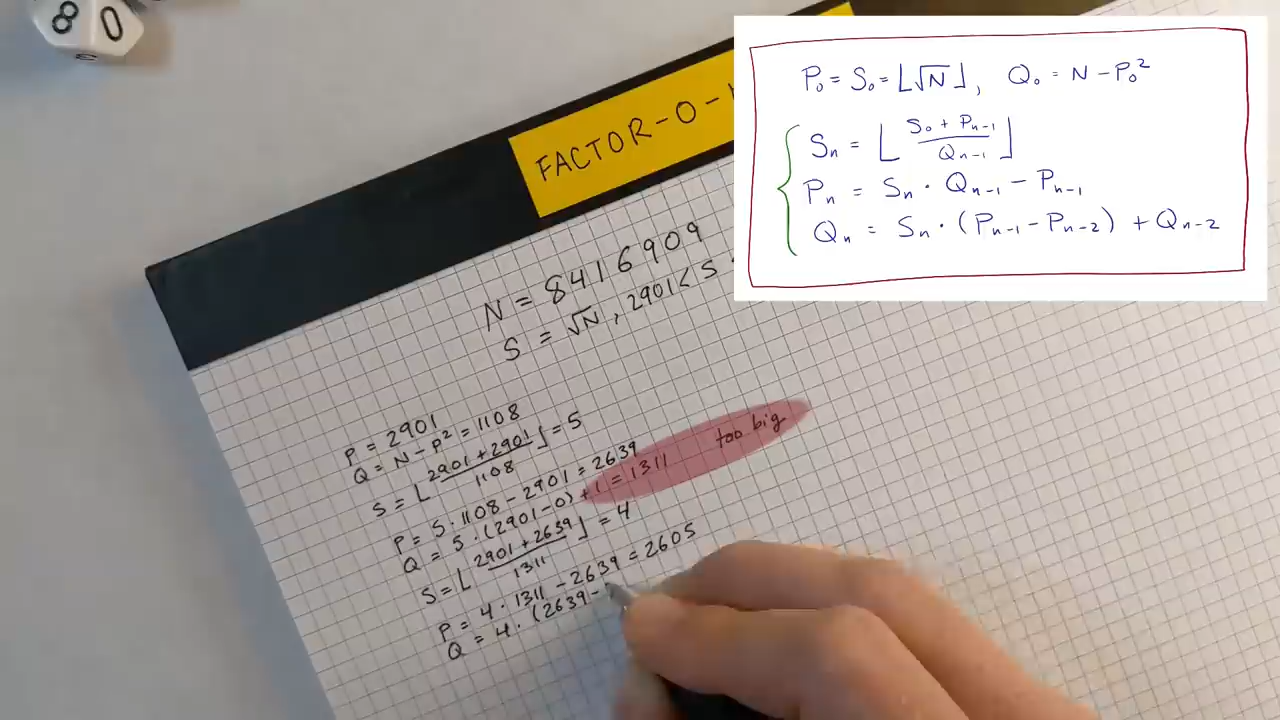 8 0
FACTOR-O-
P₀ = S₀ = ⌊√N⌋, Q₀ = N - P₀²
Sₙ = ⌊(S₀ + Pₙ₋₁)/Qₙ₋₁⌋
Pₙ = Sₙ · Qₙ₋₁ - Pₙ₋₁
Qₙ = Sₙ · (Pₙ₋₁ - Pₙ₋₂) + Qₙ₋₂
N = 8416909
S = √N, 2901 < S
P = 2901
Q = N - P² = 1108
S = ⌊(2901 + 2901)/1108⌋ = 5
P = 5 · 1108 - 2901 = 2639
Q = 5 · (2901 - 0) + 1 = 1311 too big
S = ⌊(2901 + 2639)/1311⌋ = 4
P = 4 · 1311 - 2639 = 2605
Q = 4 · (2639 -